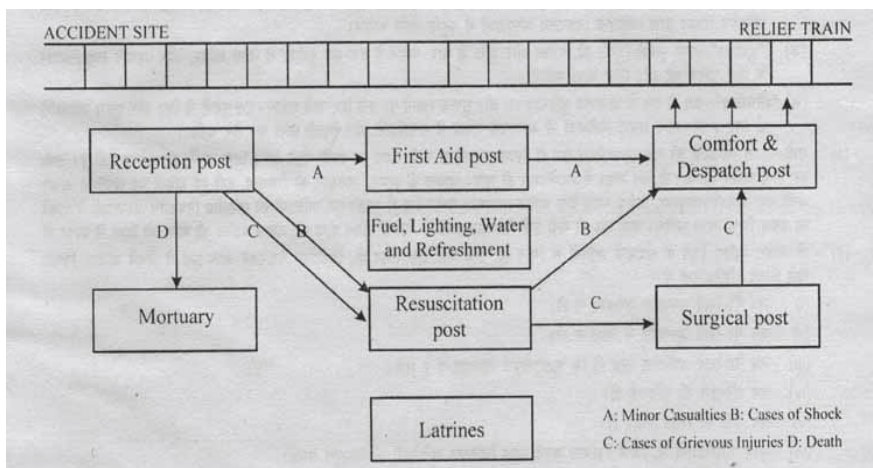 ACCIDENT SITE
RELIEF TRAIN
Reception post
A
First Aid post
A
Comfort &
Despatch post
D
C
B
Fuel, Lighting, Water
and Refreshment
B
C
Mortuary
Resuscitation
post
C
Surgical post
Latrines
A: Minor Casualties B: Cases of Shock
C: Cases of Grievous Injuries D: Death